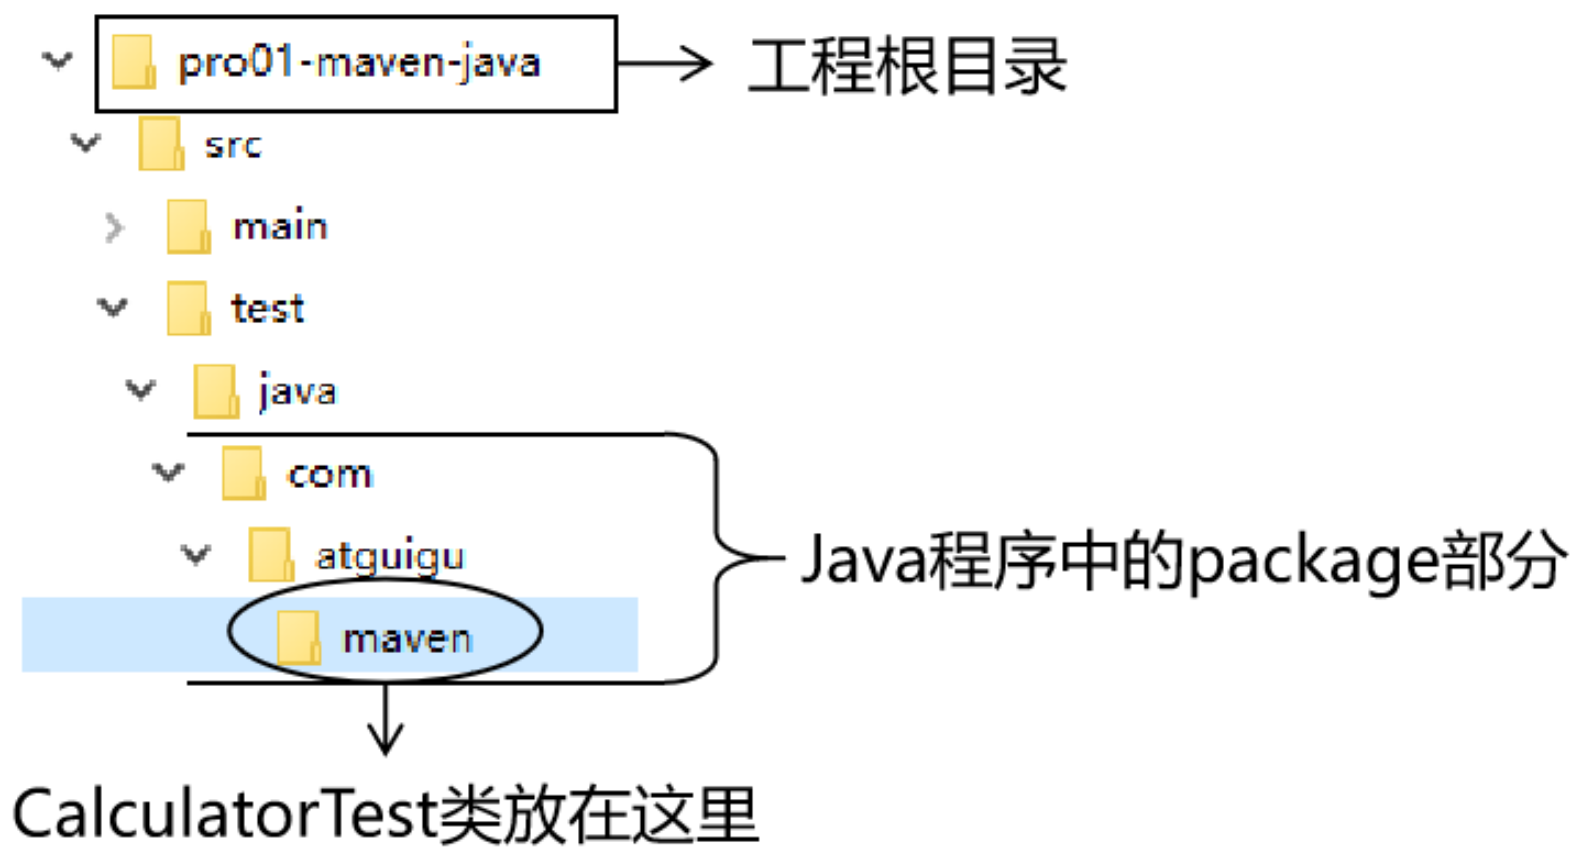 pro01-maven-java
工程根目录
src
main
test
java
com
atguigu
Java程序中的package部分
maven
CalculatorTest类放在这里